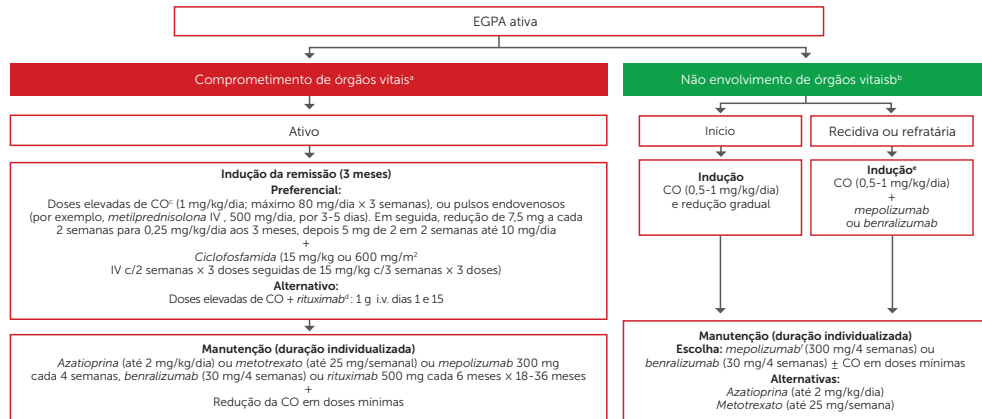 EGPA ativa
Comprometimento de órgãos vitaisᵃ
Ativo
Indução da remissão (3 meses)
Preferencial:
Doses elevadas de COᶜ (1 mg/kg/dia; máximo 80 mg/dia × 3 semanas), ou pulsos endovenosos
(por exemplo, metilprednisolona IV , 500 mg/dia, por 3-5 dias). Em seguida, redução de 7,5 mg a cada
2 semanas para 0,25 mg/kg/dia aos 3 meses, depois 5 mg de 2 em 2 semanas até 10 mg/dia
+
Ciclofosfamida (15 mg/kg ou 600 mg/m²
IV c/2 semanas × 3 doses seguidas de 15 mg/kg c/3 semanas × 3 doses)
Alternativo:
Doses elevadas de CO + rituximabᵈ: 1 g i.v. dias 1 e 15
Manutenção (duração individualizada)
Azatioprina (até 2 mg/kg/dia) ou metotrexato (até 25 mg/semanal) ou mepolizumab 300 mg
cada 4 semanas, benralizumab (30 mg/4 semanas) ou rituximab 500 mg cada 6 meses × 18-36 meses
+
Redução da CO em doses mínimas
Não envolvimento de órgãos vitaisbᵇ
Início
Indução
CO (0,5-1 mg/kg/dia)
e redução gradual
Recidiva ou refratária
Induçãoᵉ
CO (0,5-1 mg/kg/dia)
+
mepolizumab
ou benralizumab
Manutenção (duração individualizada)
Escolha: mepolizumabᶠ (300 mg/4 semanas) ou
benralizumab (30 mg/4 semanas) ± CO em doses mínimas
Alternativas:
Azatioprina (até 2 mg/kg/dia)
Metotrexato (até 25 mg/semana)